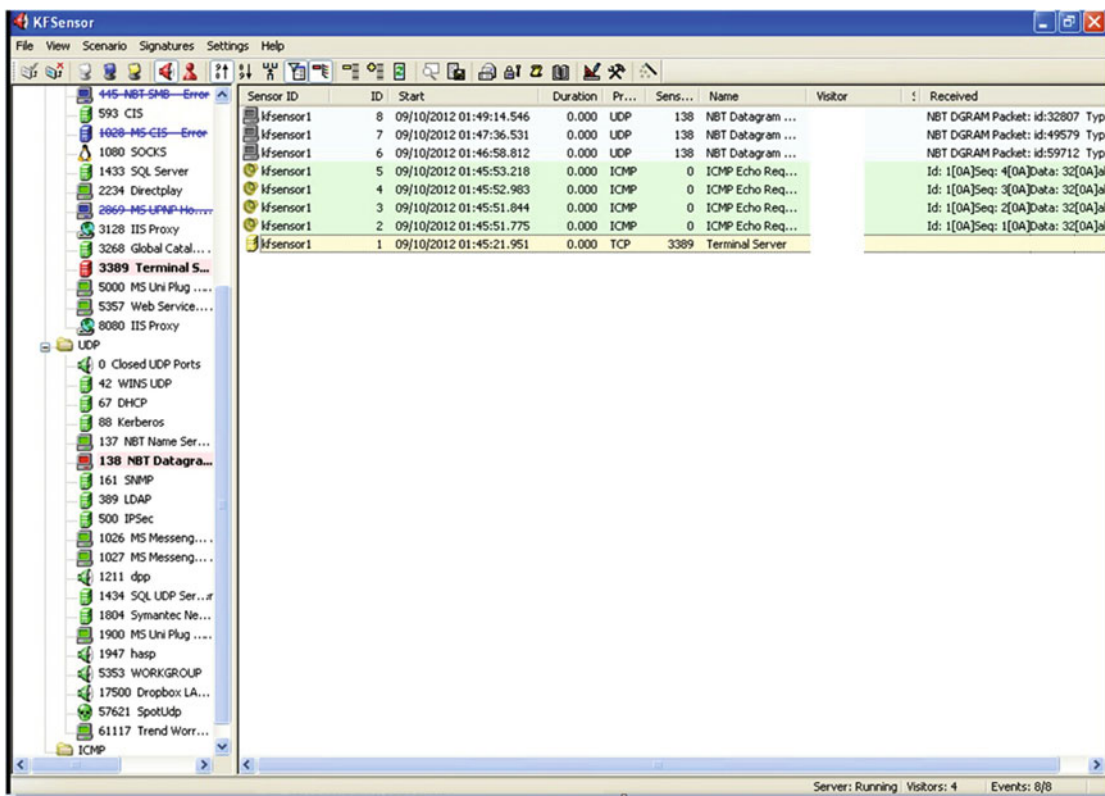 KFSensor
File View Scenario Signatures Settings Help
445 NBT SMB - Error
593 CIS
1028 MS CIS - Error
1080 SOCKS
1433 SQL Server
2234 Directplay
2869 MS UPNP Ho.....
3128 IIS Proxy
3268 Global Catal....
3389 Terminal S...
5000 MS Uni Plug .....
5357 Web Service....
8080 IIS Proxy
UDP
0 Closed UDP Ports
42 WINS UDP
67 DHCP
88 Kerberos
137 NBT Name Ser...
138 NBT Datagra...
161 SNMP
389 LDAP
500 IPSec
1026 MS Messeng....
1027 MS Messeng....
1211 dpp
1434 SQL UDP Ser...r
1804 Symantec Ne...
1900 MS Uni Plug .....
1947 hasp
5353 WORKGROUP
17500 Dropbox LA...
57621 SpotUdp
61117 Trend Worr...
ICMP
Sensor ID ID Start Duration Pr... Sens... Name Visitor Received
kfsensor1 8 09/10/2012 01:49:14.546 0.000 UDP 138 NBT Datagram ... NBT DGRAM Packet: id:32807 Typ
kfsensor1 7 09/10/2012 01:47:36.531 0.000 UDP 138 NBT Datagram ... NBT DGRAM Packet: id:49579 Typ
kfsensor1 6 09/10/2012 01:46:58.812 0.000 UDP 138 NBT Datagram ... NBT DGRAM Packet: id:59712 Typ
kfsensor1 5 09/10/2012 01:45:53.218 0.000 ICMP 0 ICMP Echo Req... Id: 1[0A]Seq: 4[0A]Data: 32[0A]al
kfsensor1 4 09/10/2012 01:45:52.983 0.000 ICMP 0 ICMP Echo Req... Id: 1[0A]Seq: 3[0A]Data: 32[0A]al
kfsensor1 3 09/10/2012 01:45:51.844 0.000 ICMP 0 ICMP Echo Req... Id: 1[0A]Seq: 2[0A]Data: 32[0A]al
kfsensor1 2 09/10/2012 01:45:51.775 0.000 ICMP 0 ICMP Echo Req... Id: 1[0A]Seq: 1[0A]Data: 32[0A]al
kfsensor1 1 09/10/2012 01:45:21.951 0.000 TCP 3389 Terminal Server
Server: Running Visitors: 4 Events: 8/8